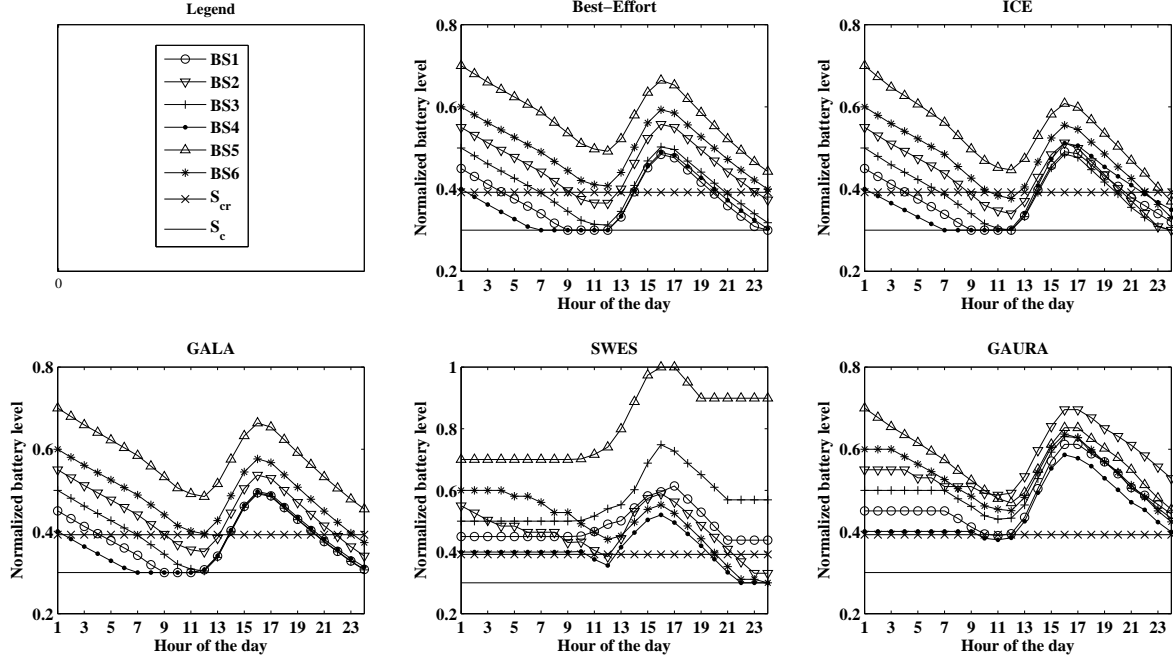 Legend
BS1
BS2
BS3
BS4
BS5
BS6
S_cr
S_c
0
Best−Effort
Normalized battery level
0.8
0.6
0.4
0.2
1 3 5 7 9 11 13 15 17 19 21 23
Hour of the day
ICE
Normalized battery level
0.8
0.6
0.4
0.2
1 3 5 7 9 11 13 15 17 19 21 23
Hour of the day
GALA
Normalized battery level
0.8
0.6
0.4
0.2
1 3 5 7 9 11 13 15 17 19 21 23
Hour of the day
SWES
Normalized battery level
1
0.8
0.6
0.4
0.2
1 3 5 7 9 11 13 15 17 19 21 23
Hour of the day
GAURA
Normalized battery level
0.8
0.6
0.4
0.2
1 3 5 7 9 11 13 15 17 19 21 23
Hour of the day